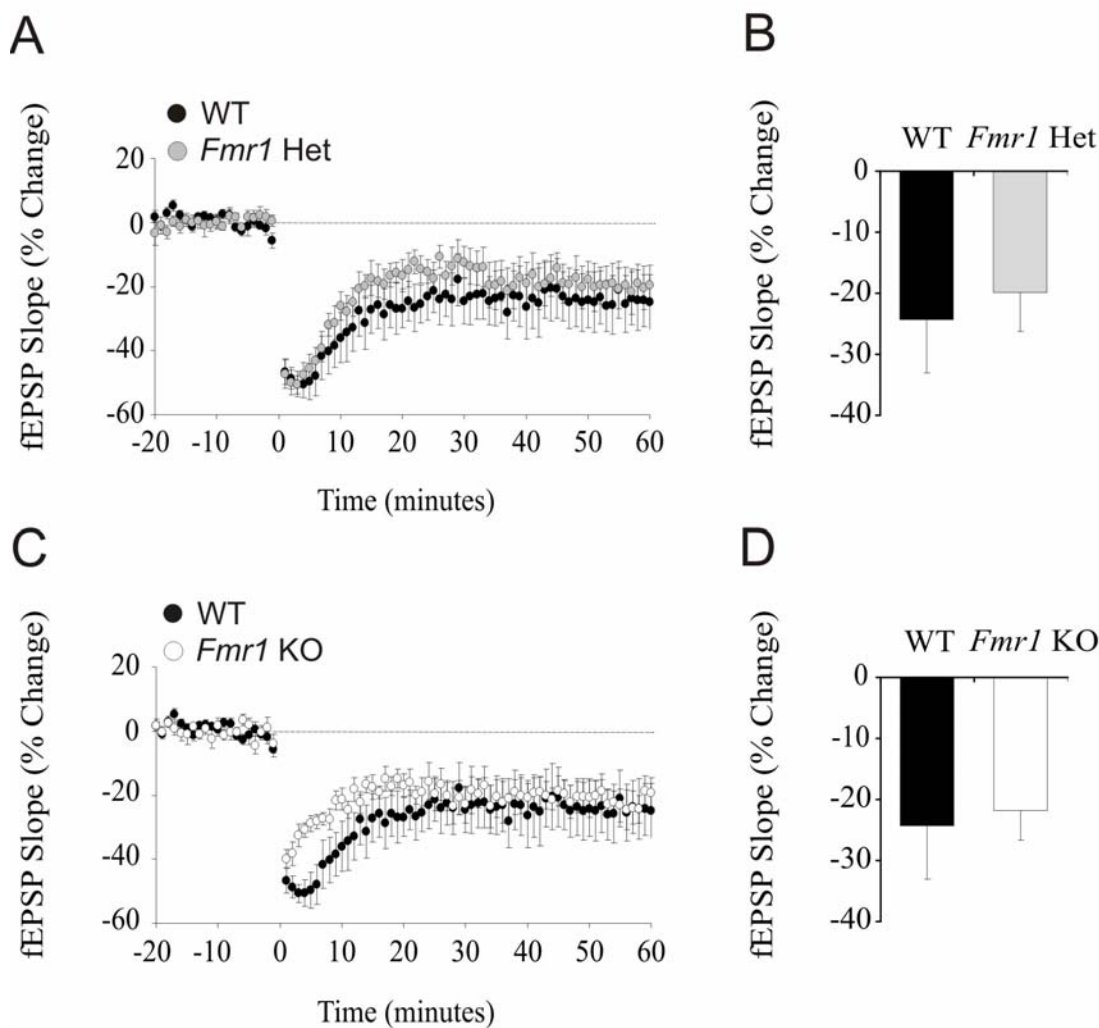 A
fEPSP Slope (% Change)
WT
Fmr1 Het
20
0
-20
-40
-60
-20 -10 0 10 20 30 40 50 60
Time (minutes)
B
fEPSP Slope (% Change)
WT Fmr1 Het
0
-10
-20
-30
-40
C
fEPSP Slope (% Change)
WT
Fmr1 KO
20
0
-20
-40
-60
-20 -10 0 10 20 30 40 50 60
Time (minutes)
D
fEPSP Slope (% Change)
WT Fmr1 KO
0
-10
-20
-30
-40